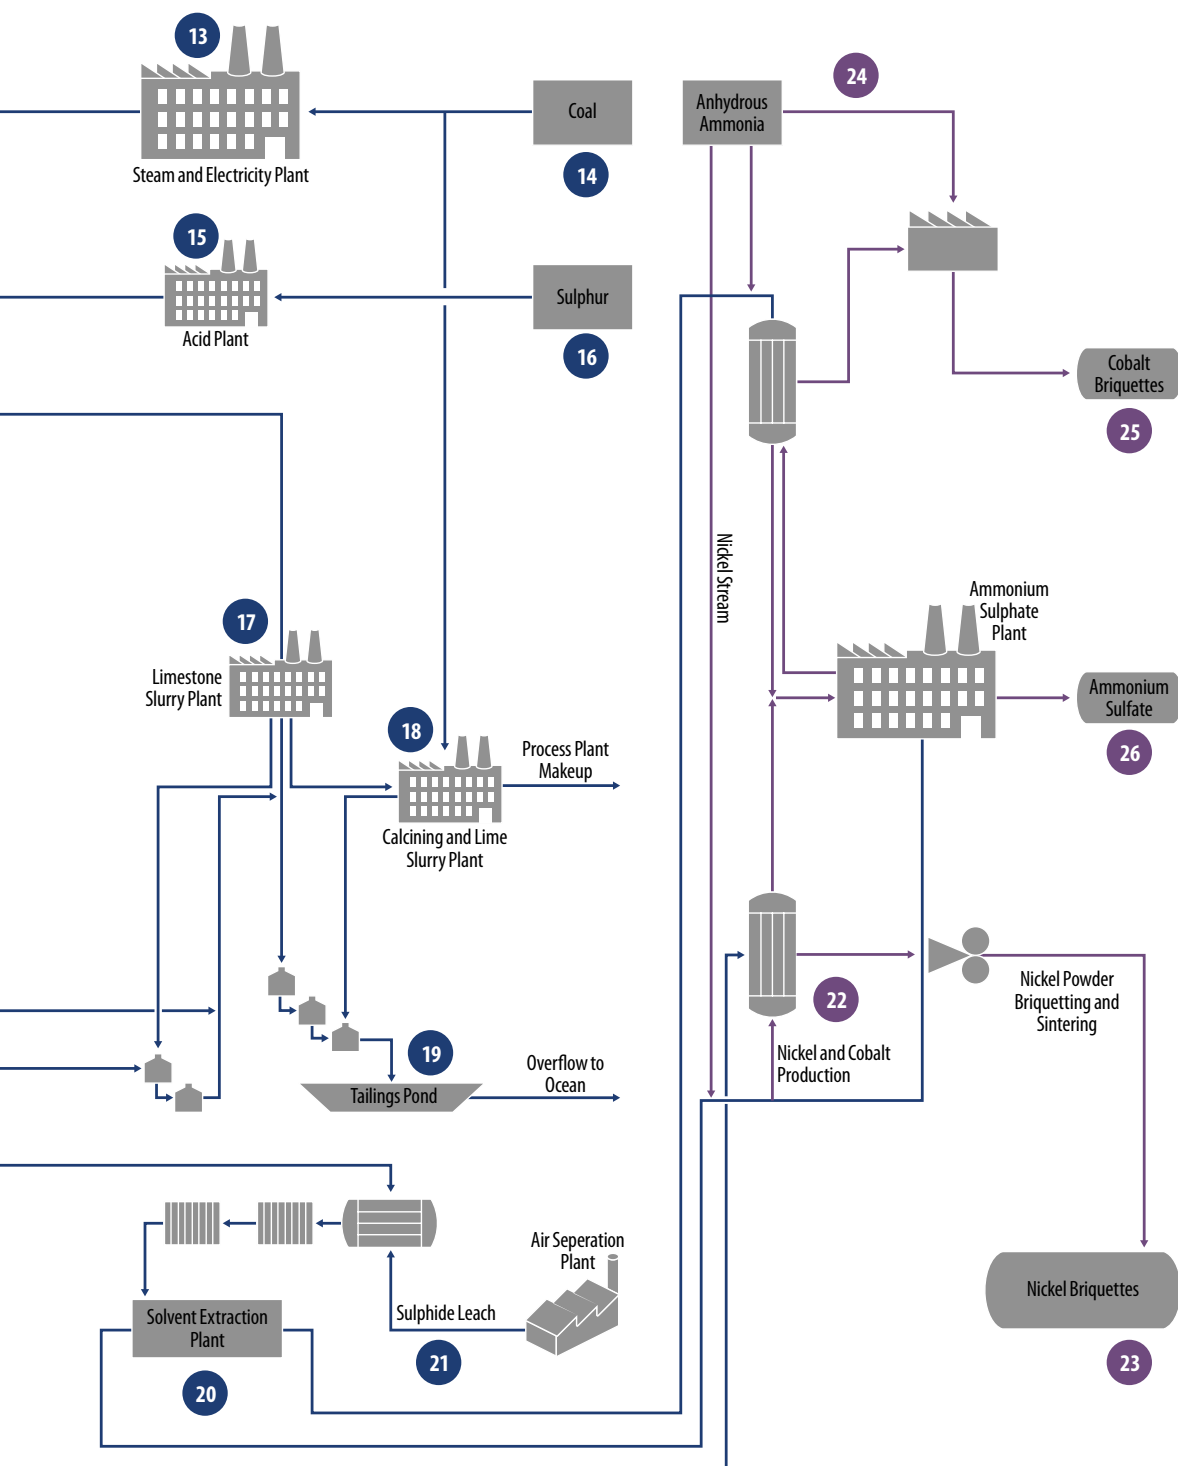 13
Steam and Electricity Plant
Coal
14
15
Acid Plant
Sulphur
16
Anhydrous
Ammonia
24
Cobalt
Briquettes
25
Nickel Stream
17
Limestone
Slurry Plant
18
Process Plant
Makeup
Calcining and Lime
Slurry Plant
Ammonium
Sulphate
Plant
Ammonium
Sulfate
26
22
Nickel Powder
Briquetting and
Sintering
Nickel and Cobalt
Production
19
Tailings Pond
Overflow to
Ocean
Air Seperation
Plant
Sulphide Leach
21
Solvent Extraction
Plant
20
Nickel Briquettes
23